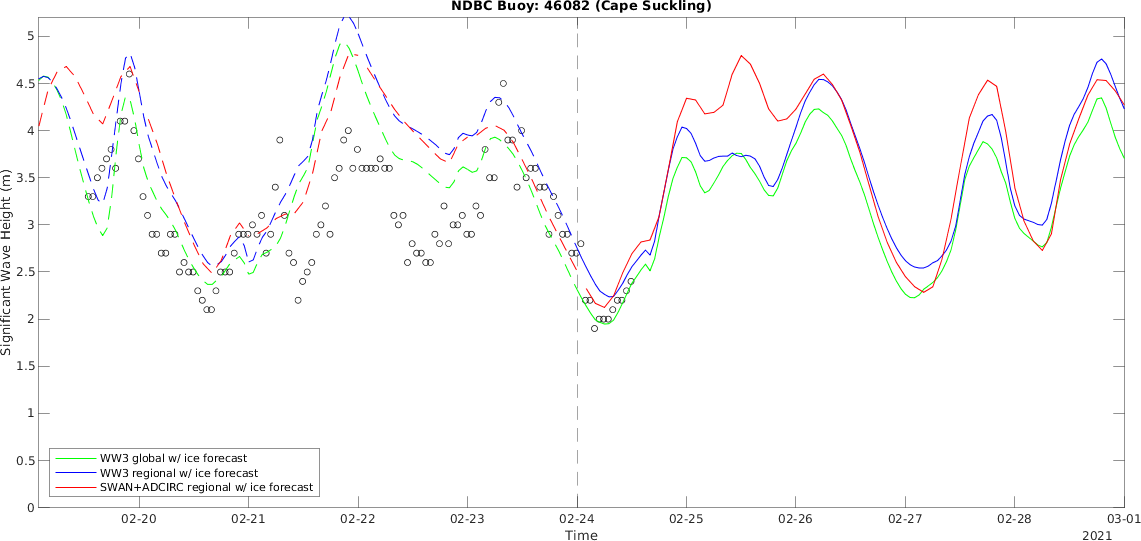 NDBC Buoy: 46082 (Cape Suckling)
Significant Wave Height (m)
5
4.5
4
3.5
3
2.5
2
1.5
1
0.5
0
WW3 global w/ ice forecast
WW3 regional w/ ice forecast
SWAN+ADCIRC regional w/ ice forecast
02-20 02-21 02-22 02-23 02-24 02-25 02-26 02-27 02-28 03-01
Time
2021